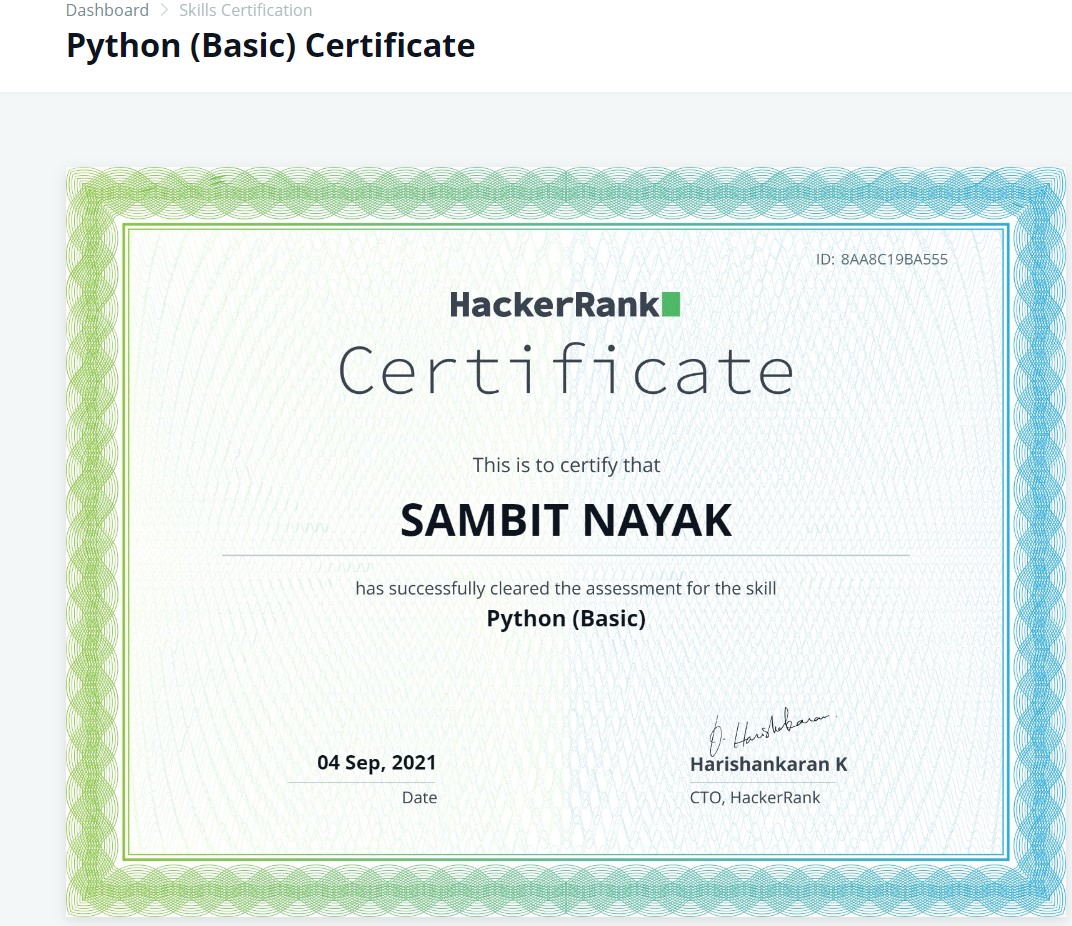 Dashboard > Skills Certification
Python (Basic) Certificate
ID: 8AA8C19BA555
HackerRank
Certificate
This is to certify that
SAMBIT NAYAK
has successfully cleared the assessment for the skill
Python (Basic)
04 Sep, 2021
Date
Harishankaran K
CTO, HackerRank